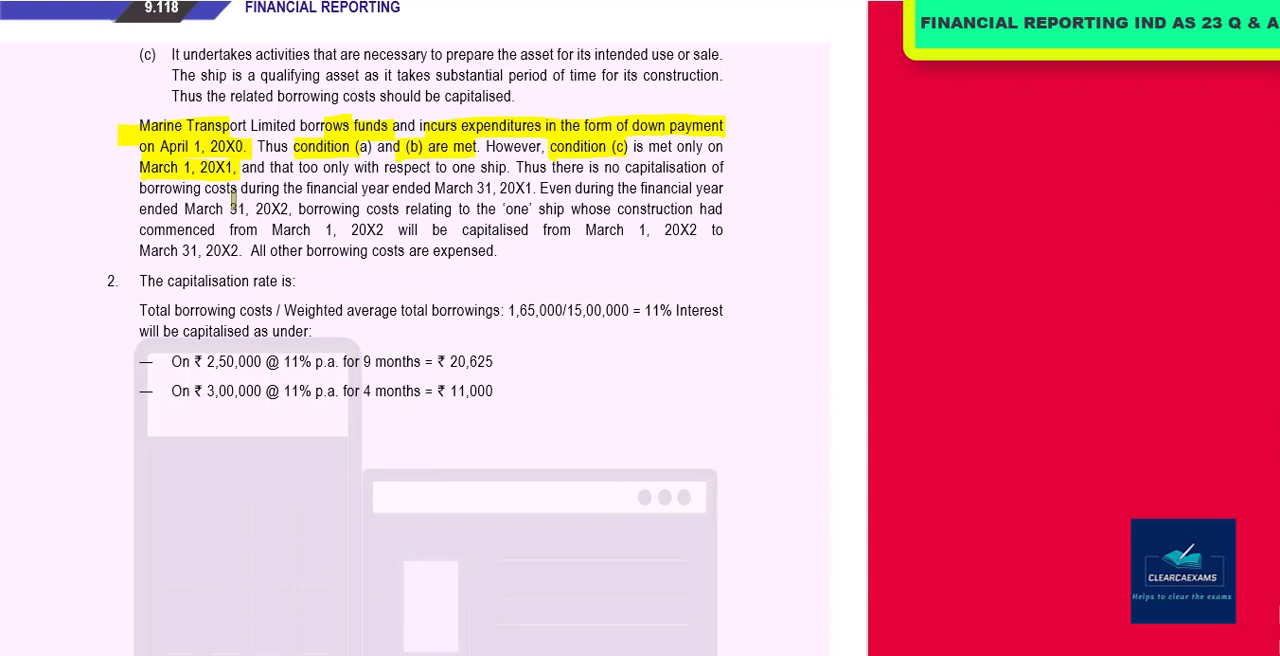 9.118
FINANCIAL REPORTING
FINANCIAL REPORTING IND AS 23 Q & A
(c) It undertakes activities that are necessary to prepare the asset for its intended use or sale.
The ship is a qualifying asset as it takes substantial period of time for its construction.
Thus the related borrowing costs should be capitalised.
Marine Transport Limited borrows funds and incurs expenditures in the form of down payment
on April 1, 20X0. Thus condition (a) and (b) are met. However, condition (c) is met only on
March 1, 20X1, and that too only with respect to one ship. Thus there is no capitalisation of
borrowing costs during the financial year ended March 31, 20X1. Even during the financial year
ended March 31, 20X2, borrowing costs relating to the ‘one’ ship whose construction had
commenced from March 1, 20X2 will be capitalised from March 1, 20X2 to
March 31, 20X2. All other borrowing costs are expensed.
2. The capitalisation rate is:
Total borrowing costs / Weighted average total borrowings: 1,65,000/15,00,000 = 11% Interest
will be capitalised as under:
— On ₹ 2,50,000 @ 11% p.a. for 9 months = ₹ 20,625
— On ₹ 3,00,000 @ 11% p.a. for 4 months = ₹ 11,000
CLEARCAEXAMS
Helps to clear the exams